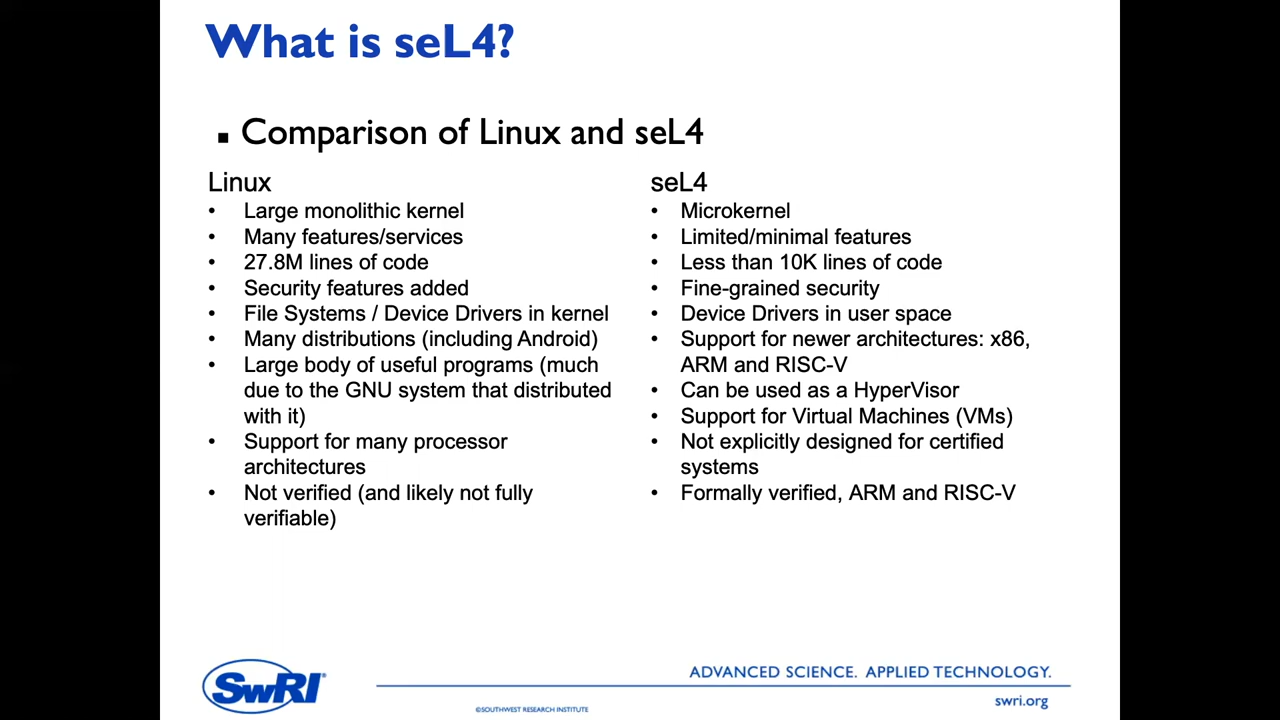 What is seL4?
▪ Comparison of Linux and seL4
Linux
• Large monolithic kernel
• Many features/services
• 27.8M lines of code
• Security features added
• File Systems / Device Drivers in kernel
• Many distributions (including Android)
• Large body of useful programs (much
due to the GNU system that distributed
with it)
• Support for many processor
architectures
• Not verified (and likely not fully
verifiable)
seL4
• Microkernel
• Limited/minimal features
• Less than 10K lines of code
• Fine-grained security
• Device Drivers in user space
• Support for newer architectures: x86,
ARM and RISC-V
• Can be used as a HyperVisor
• Support for Virtual Machines (VMs)
• Not explicitly designed for certified
systems
• Formally verified, ARM and RISC-V
SwRI®
ADVANCED SCIENCE. APPLIED TECHNOLOGY.
©SOUTHWEST RESEARCH INSTITUTE
swri.org